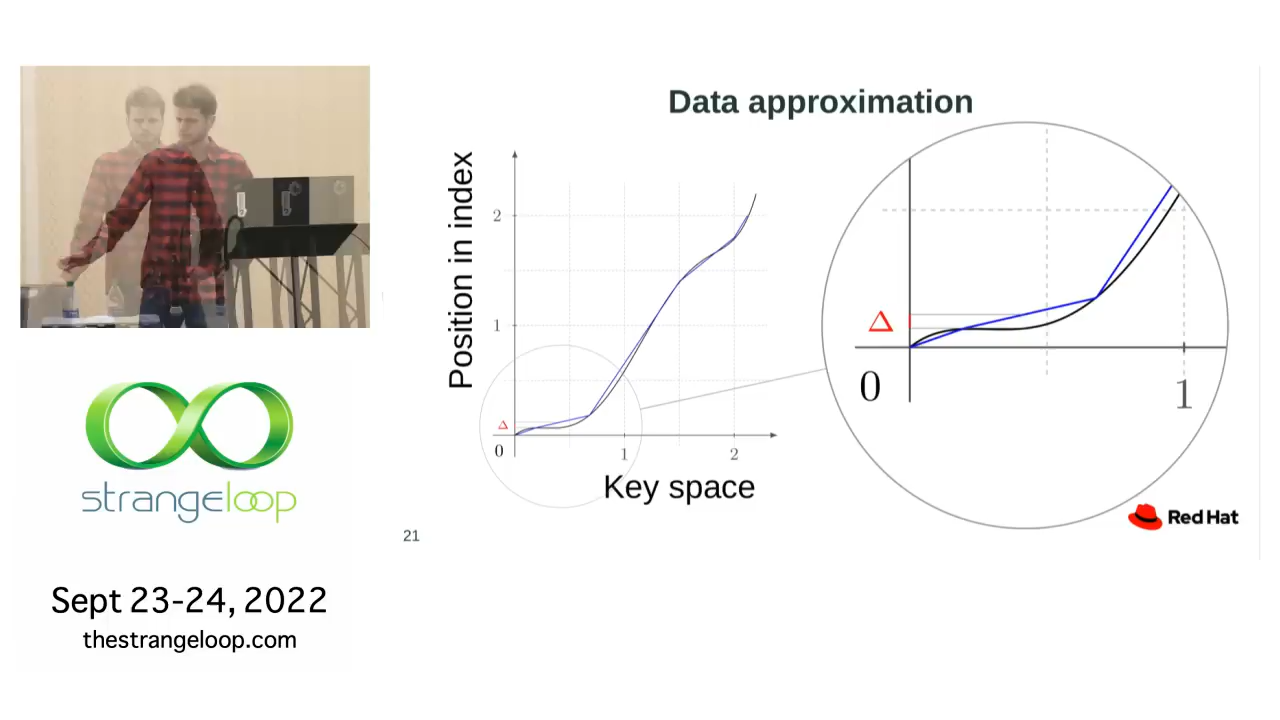 Data approximation
Position in index
2
1
Δ
0
1
2
Key space
Δ
0
1
21
Red Hat
strangeloop
Sept 23-24, 2022
thestrangeloop.com